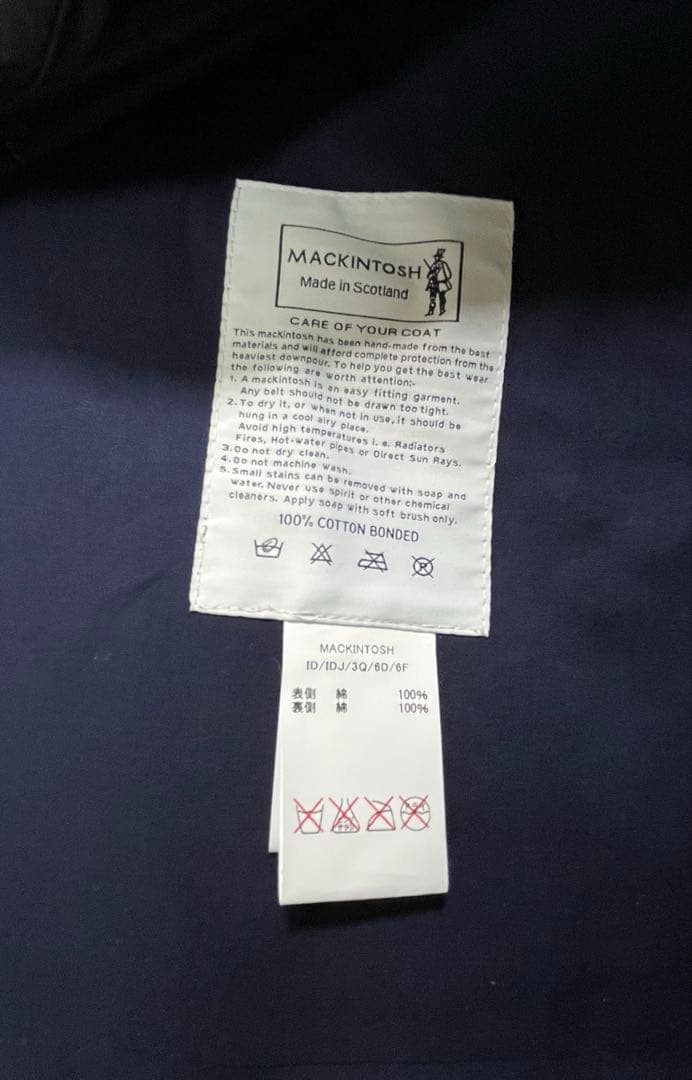 MACKINTOSH
Made in Scotland
CARE OF YOUR COAT
This mackintosh has been hand-made from the best
materials and will afford complete protection from the
heaviest downpour. To help you get the best wear
the following are worth attention:-
1. A mackintosh is an easy fitting garment.
Any belt should not be drawn too tight.
2. To dry it, or when not in use, it should be
hung in a cool airy place.
Avoid high temperatures i. e. Radiators
Fires, Hot-water pipes or Direct Sun Rays.
3. Do not dry clean.
4. Do not machine wash.
5. Small stains can be removed with soap and
water. Never use spirit or other chemical
cleaners. Apply soap with soft brush only.
100% COTTON BONDED
MACKINTOSH
ID/IDJ/3Q/6D/6F
表側 綿 100%
裏側 綿 100%